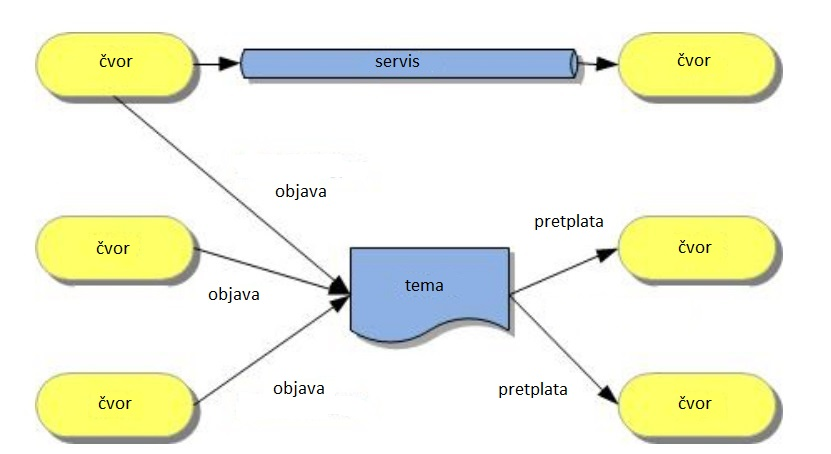 čvor
servis
čvor
objava
čvor
objava
tema
pretplata
čvor
čvor
objava
pretplata
čvor